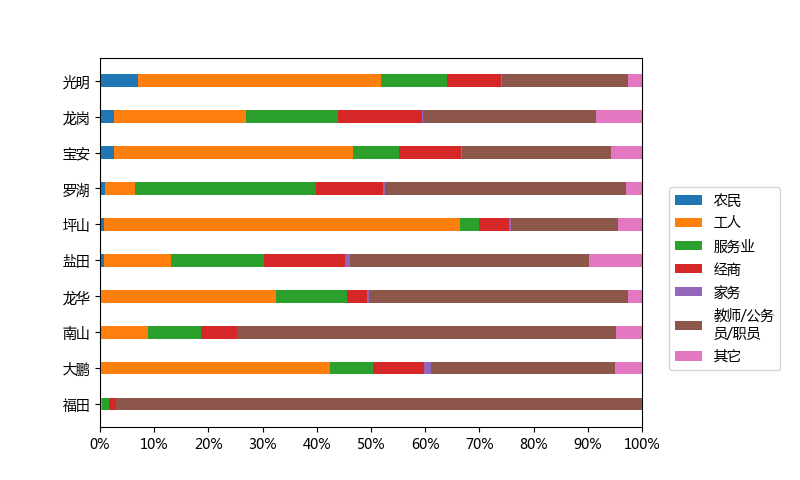 光明
龙岗
宝安
罗湖
坪山
盐田
龙华
南山
大鹏
福田
0% 10% 20% 30% 40% 50% 60% 70% 80% 90% 100%
农民
工人
服务业
经商
家务
教师/公务
员/职员
其它